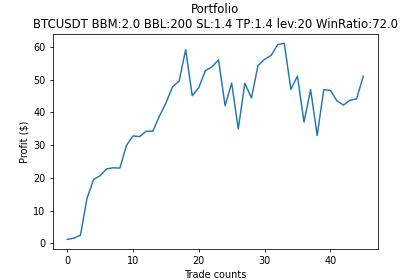 Portfolio
BTCUSDT BBM:2.0 BBL:200 SL:1.4 TP:1.4 lev:20 WinRatio:72.0
60
50
40
30
20
10
0
Profit ($)
0 10 20 30 40
Trade counts